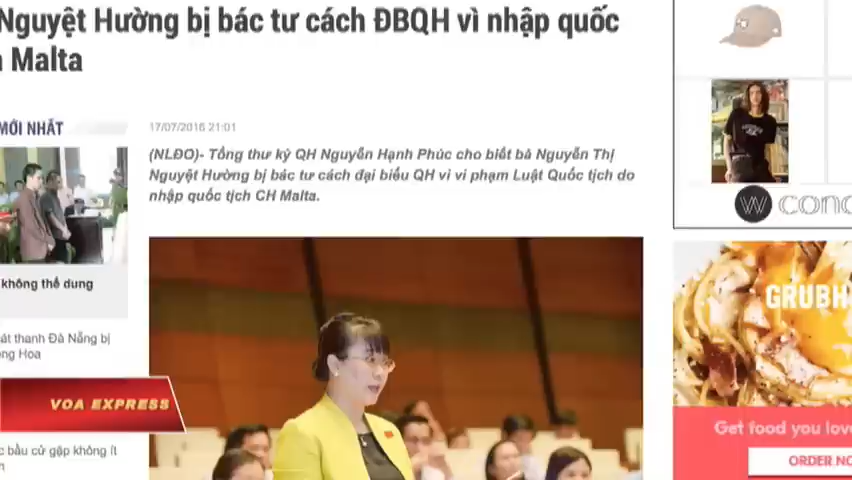 Nguyệt Hường bị bác tư cách ĐBQH vì nhập quốc
Malta
MỚI NHẤT
17/07/2016 21:01
(NLĐO)- Tổng thư ký QH Nguyễn Hạnh Phúc cho biết bà Nguyễn Thị
Nguyệt Hường bị bác tư cách đại biểu QH vì vi phạm Luật Quốc tịch do
nhập quốc tịch CH Malta.
không thể dung
át thanh Đà Nẵng bị
ng Hoa
VOA EXPRESS
bầu cử gặp không ít
W conc
GRUBH
Get food you love
ORDER NO